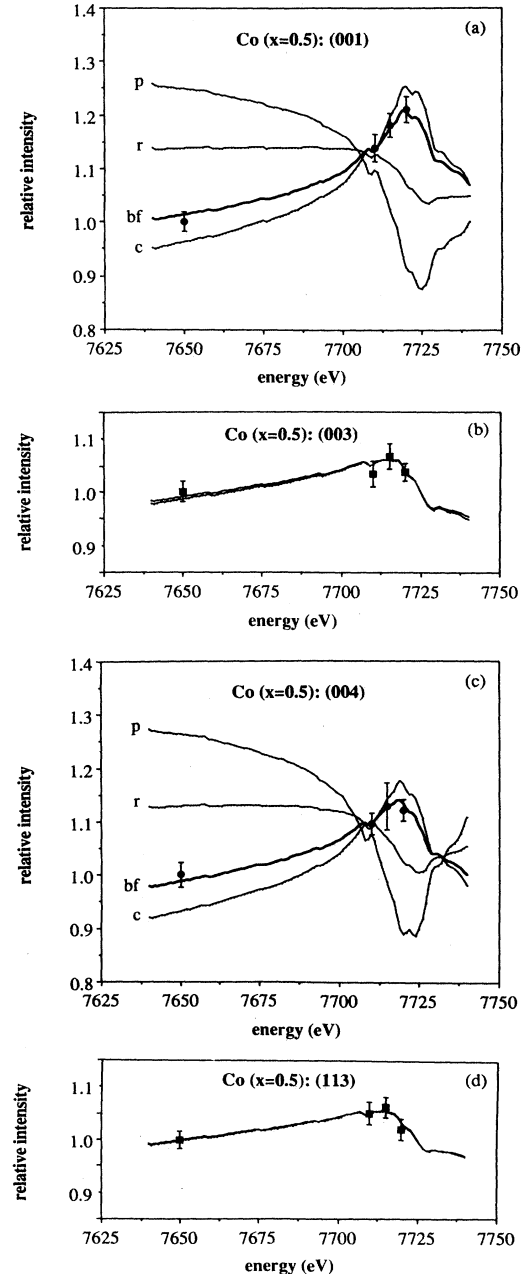 1.4
(a)
Co (x=0.5): (001)
1.3
p
1.2
r
1.1
bf
1.0
c
0.9
0.8
relative intensity
7625 7650 7675 7700 7725 7750
energy (eV)
1.1
(b)
Co (x=0.5): (003)
1.0
0.9
relative intensity
7625 7650 7675 7700 7725 7750
energy (eV)
1.4
(c)
Co (x=0.5): (004)
1.3
p
1.2
r
1.1
1.0
bf
c
0.9
0.8
relative intensity
7625 7650 7675 7700 7725 7750
energy (eV)
1.1
(d)
Co (x=0.5): (113)
1.0
0.9
relative intensity
7625 7650 7675 7700 7725 7750
energy (eV)